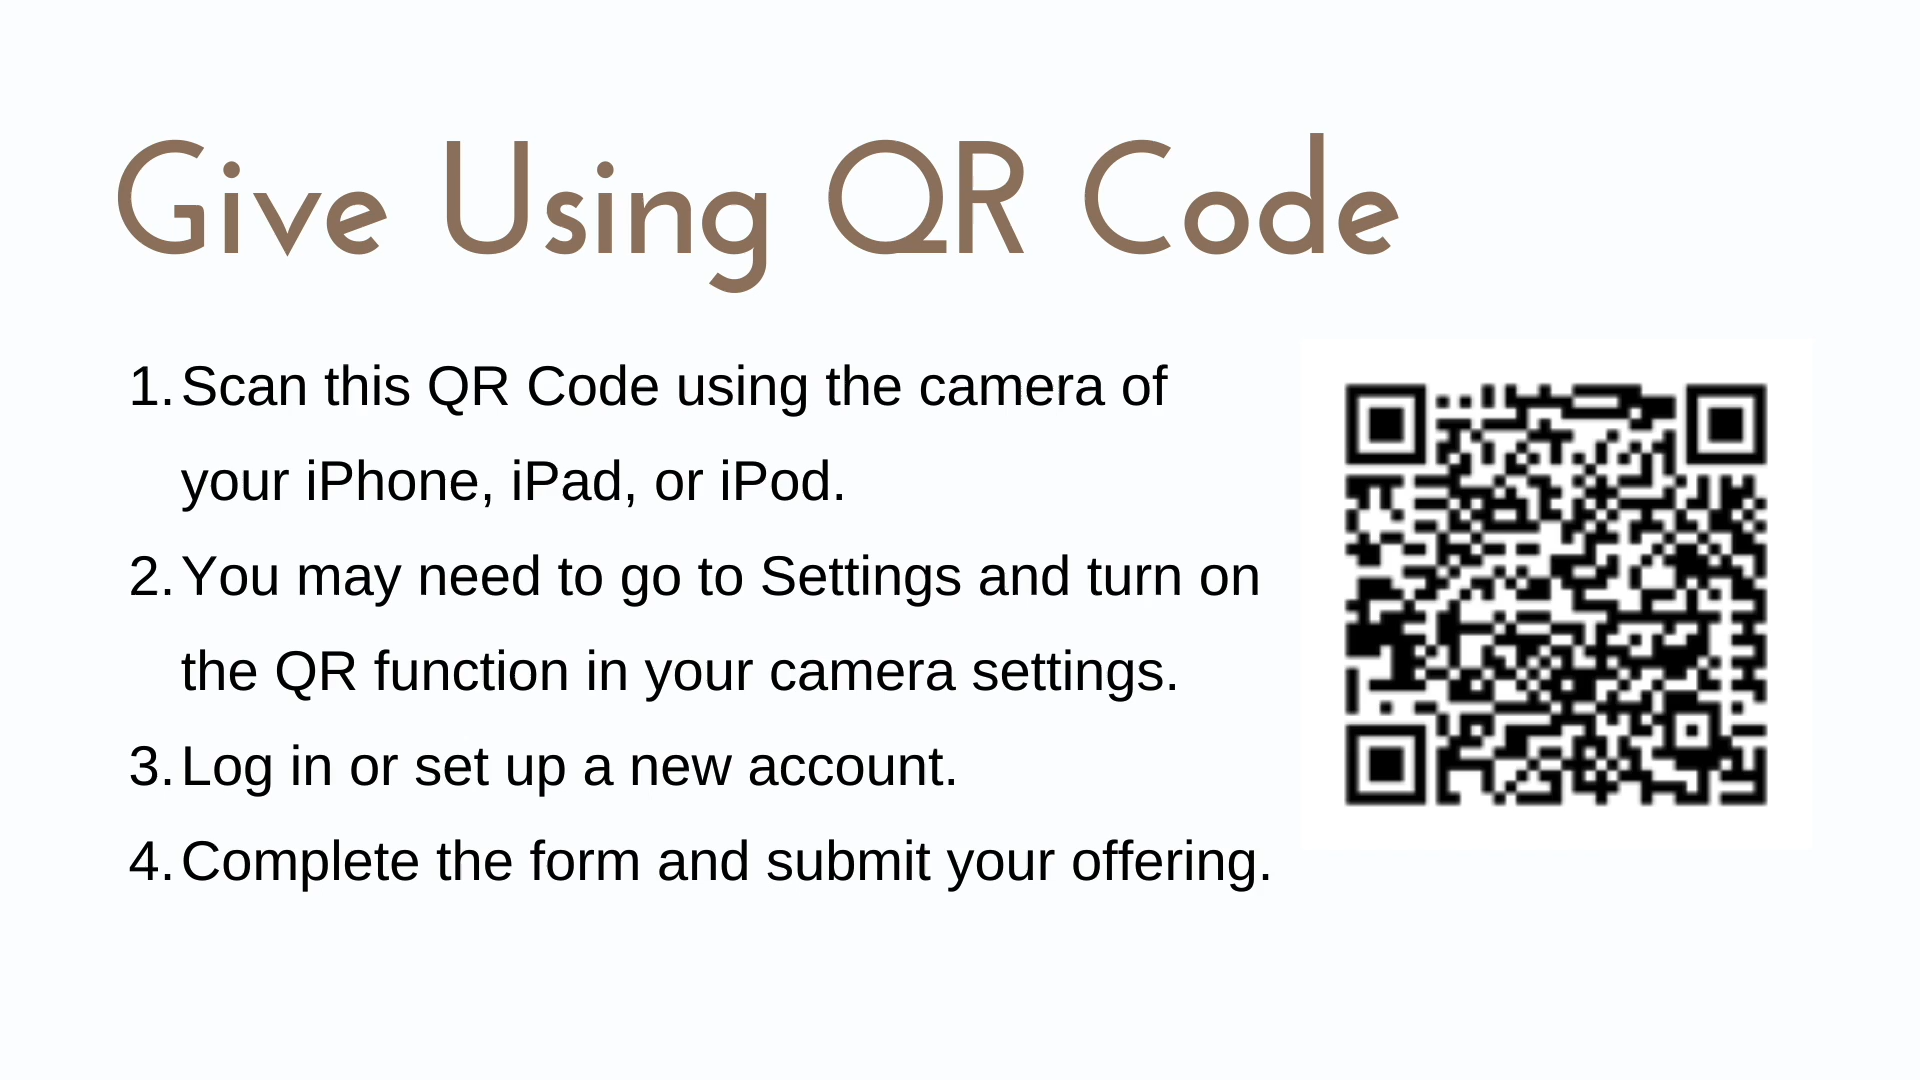 Give Using QR Code
1. Scan this QR Code using the camera of
your iPhone, iPad, or iPod.
2. You may need to go to Settings and turn on
the QR function in your camera settings.
3. Log in or set up a new account.
4. Complete the form and submit your offering.